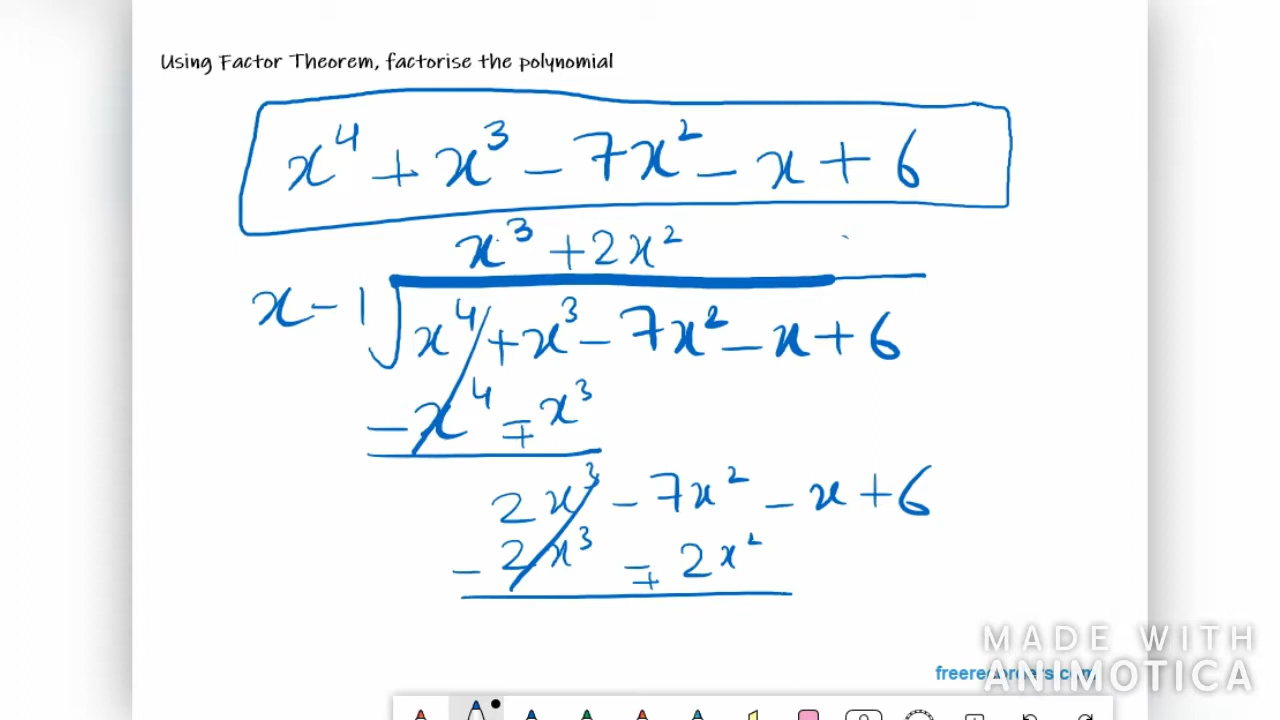 Using Factor Theorem, factorise the polynomial
x⁴ + x³ − 7x² − x + 6
x³ + 2x²
x − 1 √ x⁴ + x³ − 7x² − x + 6
− x⁴ ∓ x³
2x³ − 7x² − x + 6
− 2x³ ∓ 2x²
MADE WITH
ANIMOTICA